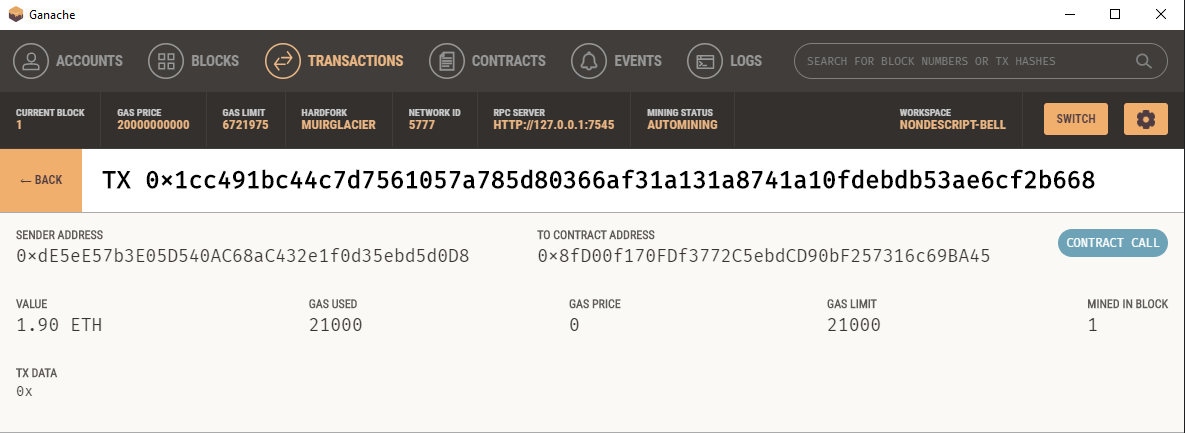 Ganache
ACCOUNTS BLOCKS TRANSACTIONS CONTRACTS EVENTS LOGS SEARCH FOR BLOCK NUMBERS OR TX HASHES
CURRENT BLOCK GAS PRICE GAS LIMIT HARDFORK NETWORK ID RPC SERVER MINING STATUS WORKSPACE
1 20000000000 6721975 MUIRGLACIER 5777 HTTP://127.0.0.1:7545 AUTOMINING NONDESCRIPT-BELL SWITCH
← BACK TX 0×1cc491bc44c7d7561057a785d80366af31a131a8741a10fdebdb53ae6cf2b668
SENDER ADDRESS TO CONTRACT ADDRESS
0×dE5eE57b3E05D540AC68aC432e1f0d35ebd5d0D8 0×8fD00f170FDf3772C5ebdCD90bF257316c69BA45 CONTRACT CALL
VALUE GAS USED GAS PRICE GAS LIMIT MINED IN BLOCK
1.90 ETH 21000 0 21000 1
TX DATA
0x